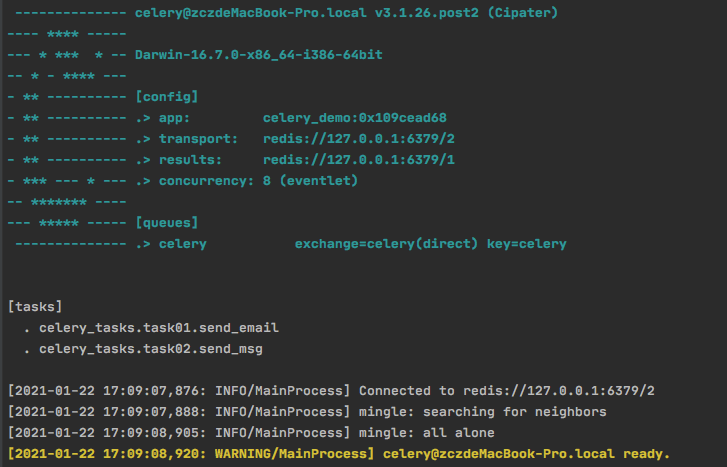 -------------- celery@zczdeMacBook-Pro.local v3.1.26.post2 (Cipater)
---- **** -----
--- * ***  * -- Darwin-16.7.0-x86_64-i386-64bit
-- * - **** ---
- ** ---------- [config]
- ** ---------- .> app:         celery_demo:0x109cead68
- ** ---------- .> transport:   redis://127.0.0.1:6379/2
- ** ---------- .> results:     redis://127.0.0.1:6379/1
- *** --- * --- .> concurrency: 8 (eventlet)
-- ******* ----
--- ***** ----- [queues]
 -------------- .> celery           exchange=celery(direct) key=celery
[tasks]
  . celery_tasks.task01.send_email
  . celery_tasks.task02.send_msg
[2021-01-22 17:09:07,876: INFO/MainProcess] Connected to redis://127.0.0.1:6379/2
[2021-01-22 17:09:07,888: INFO/MainProcess] mingle: searching for neighbors
[2021-01-22 17:09:08,905: INFO/MainProcess] mingle: all alone
[2021-01-22 17:09:08,920: WARNING/MainProcess] celery@zczdeMacBook-Pro.local ready.